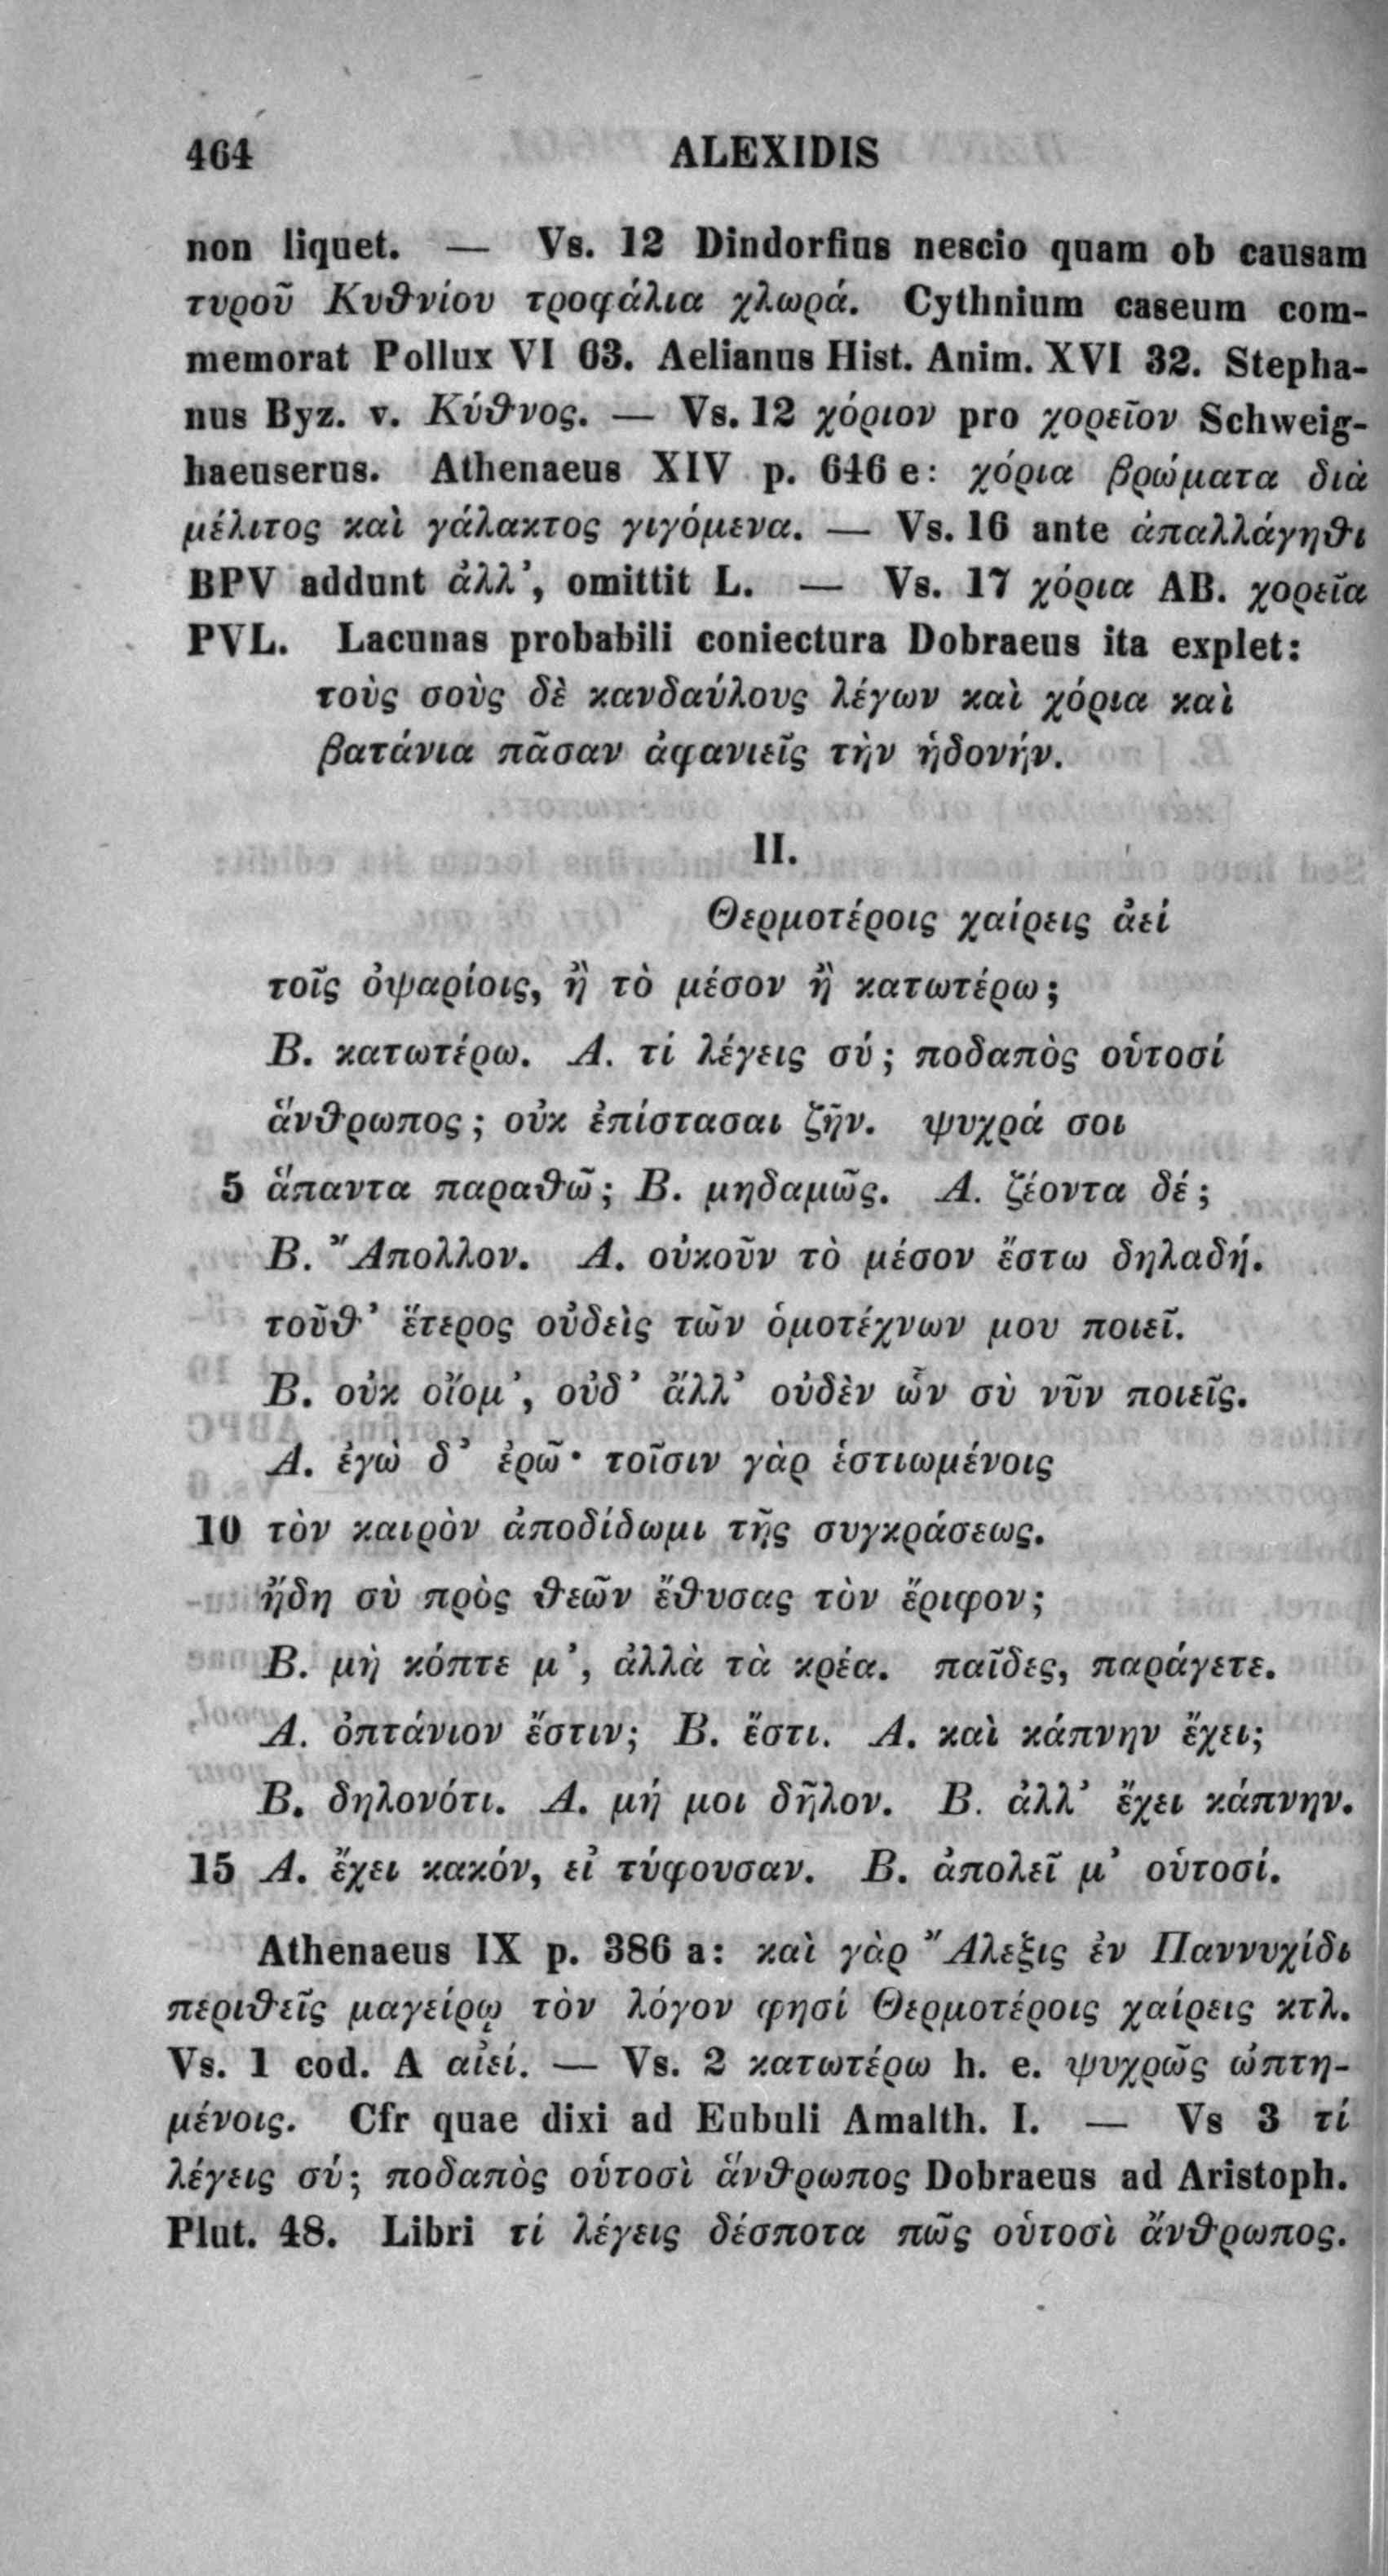 464 ALEXIDIS
non liquet. — Vs. 12 Dindorfius nescio quam ob causam
τυροῦ Κυθνίου τροφάλια χλωρά. Cythnium caseum com-
memorat Pollux VI 63. Aelianus Hist. Anim. XVI 32. Stepha-
nus Byz. v. Κύθνος. — Vs. 12 χόριον pro χορεῖον Schweig-
haeuserus. Athenaeus XIV p. 646 e: χόρια βρώματα διὰ
μέλιτος καὶ γάλακτος γιγόμενα. — Vs. 16 ante ἀπαλλάγηθι
BPV addunt ἀλλ’, omittit L. — Vs. 17 χόρια AB. χορεῖα
PVL. Lacunas probabili coniectura Dobraeus ita explet:
τοὺς σοὺς δὲ κανδαύλους λέγων καὶ χόρια καὶ
βατάνια πᾶσαν ἀφανιεῖς τὴν ἡδονήν.
II.
Θερμοτέροις χαίρεις ἀεί
τοῖς ὀψαρίοις, ἢ τὸ μέσον ἢ κατωτέρω;
Β. κατωτέρω. Α. τί λέγεις σύ; ποδαπὸς οὑτοσί
ἅνθρωπος; οὐκ ἐπίστασαι ζῆν. ψυχρά σοι
5 ἅπαντα παραθῶ; Β. μηδαμῶς. Α. ζέοντα δέ;
Β. Ἄπολλον. Α. οὐκοῦν τὸ μέσον ἔστω δηλαδή.
τοῦθ’ ἕτερος οὐδεὶς τῶν ὁμοτέχνων μου ποιεῖ.
Β. οὐκ οἴομ’, οὐδ’ ἄλλ’ οὐδὲν ὧν σὺ νῦν ποιεῖς.
Α. ἐγὼ δ’ ἐρῶ· τοῖσιν γὰρ ἑστιωμένοις
10 τὸν καιρὸν ἀποδίδωμι τῆς συγκράσεως.
ἤδη σὺ πρὸς θεῶν ἔθυσας τὸν ἔριφον;
Β. μὴ κόπτε μ’, ἀλλὰ τὰ κρέα. παῖδες, παράγετε.
Α. ὀπτάνιον ἔστιν; Β. ἔστι. Α. καὶ κάπνην ἔχει;
Β. δηλονότι. Α. μή μοι δῆλον. Β. ἀλλ’ ἔχει κάπνην.
15 Α. ἔχει κακόν, εἰ τύφουσαν. Β. ἀπολεῖ μ’ οὑτοσί.
Athenaeus IX p. 386 a: καὶ γὰρ Ἄλεξις ἐν Παννυχίδι
περιθεῖς μαγείρῳ τὸν λόγον φησί Θερμοτέροις χαίρεις κτλ.
Vs. 1 cod. A αἰεί. — Vs. 2 κατωτέρω h. e. ψυχρῶς ὠπτη-
μένοις. Cfr quae dixi ad Eubuli Amalth. I. — Vs 3 τί
λέγεις σύ; ποδαπὸς οὑτοσὶ ἅνθρωπος Dobraeus ad Aristoph.
Plut. 48. Libri τί λέγεις δέσποτα πῶς οὑτοσὶ ἄνθρωπος.